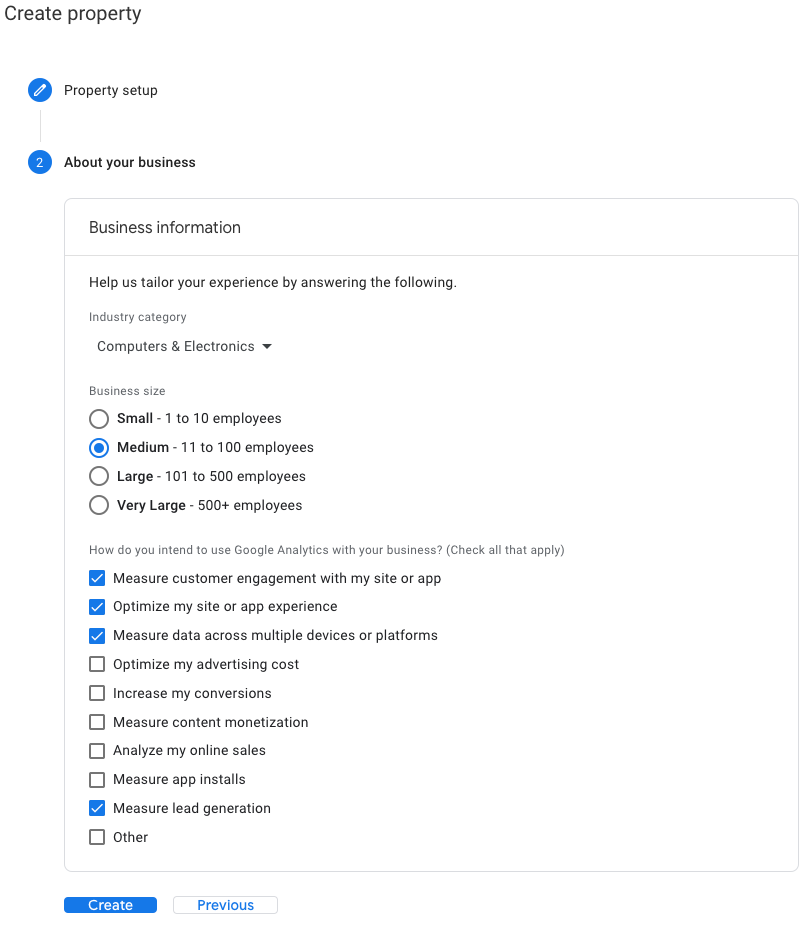 Create property
Property setup
2 About your business
Business information
Help us tailor your experience by answering the following.
Industry category
Computers & Electronics
Business size
Small - 1 to 10 employees
Medium - 11 to 100 employees
Large - 101 to 500 employees
Very Large - 500+ employees
How do you intend to use Google Analytics with your business? (Check all that apply)
Measure customer engagement with my site or app
Optimize my site or app experience
Measure data across multiple devices or platforms
Optimize my advertising cost
Increase my conversions
Measure content monetization
Analyze my online sales
Measure app installs
Measure lead generation
Other
Create Previous